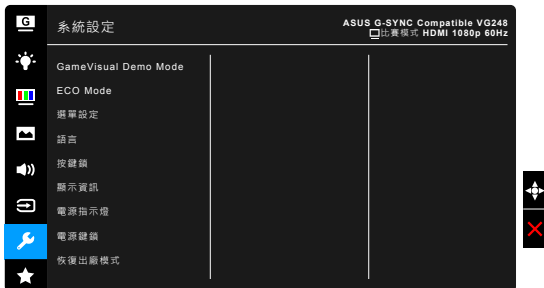 G
系統設定
ASUS G-SYNC Compatible VG248
比賽模式 HDMI 1080p 60Hz
GameVisual Demo Mode
ECO Mode
選單設定
語言
按鍵鎖
顯示資訊
電源指示燈
電源鍵鎖
恢復出廠模式